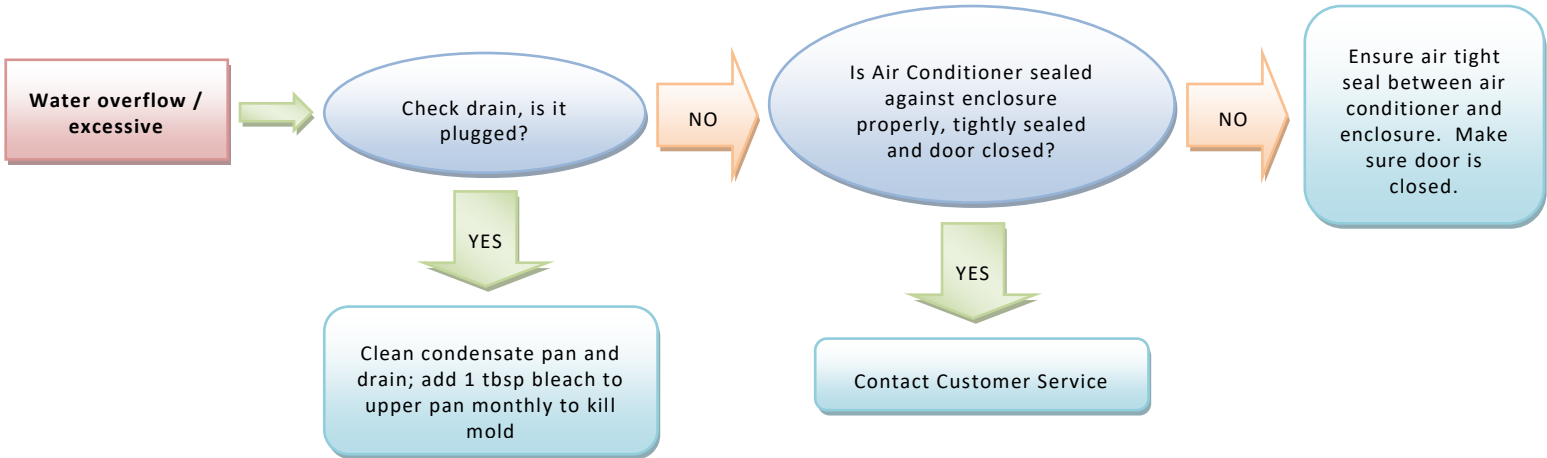 Water overflow /
excessive
Check drain, is it
plugged?
NO
Is Air Conditioner sealed
against enclosure
properly, tightly sealed
and door closed?
NO
Ensure air tight
seal between air
conditioner and
enclosure.  Make
sure door is
closed.
YES
YES
Clean condensate pan and
drain; add 1 tbsp bleach to
upper pan monthly to kill
mold
Contact Customer Service